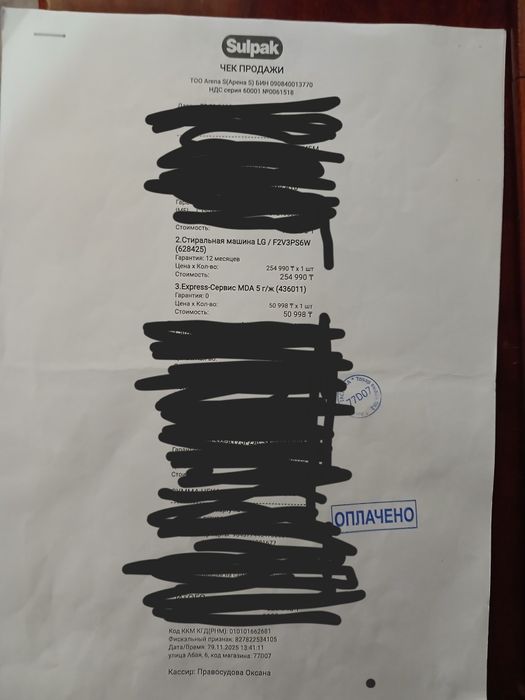 Sulpak
ЧЕК ПРОДАЖИ
ТОО Arena S(Арена S) БИН 090840013770
НДС серия 60001 №0061518
Стоимость:
2.Стиральная машина LG / F2V3PS6W
(628425)
Гарантия: 12 месяцев
Цена х Кол-во: 254 990 ₸ x 1 шт
Стоимость: 254 990 ₸
3.Express-Сервис MDA 5 г/ж (436011)
Гарантия: 0
Цена х Кол-во: 50 998 ₸ x 1 шт
Стоимость: 50 998 ₸
77D07
ОПЛАЧЕНО
Код ККМ КГД(РНМ): 010101662681
Фискальный признак: 827822534105
Дата/Время: 29.11.2025 13:41:11
улица Абая, 6, код магазина: 77D07
Кассир: Правосудова Оксана